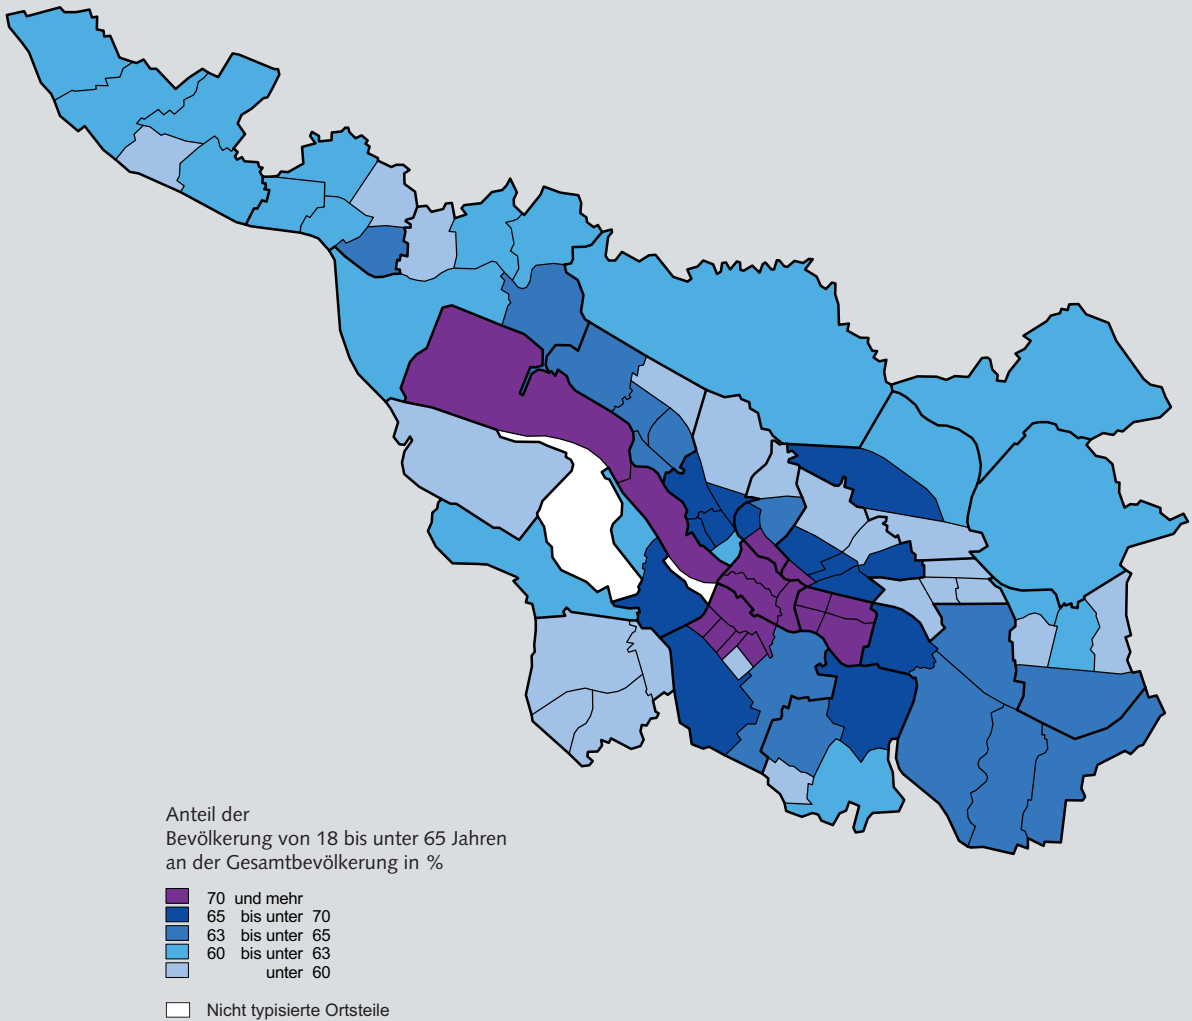 Anteil der
Bevölkerung von 18 bis unter 65 Jahren
an der Gesamtbevölkerung in %
70 und mehr
65 bis unter 70
63 bis unter 65
60 bis unter 63
unter 60
Nicht typisierte Ortsteile